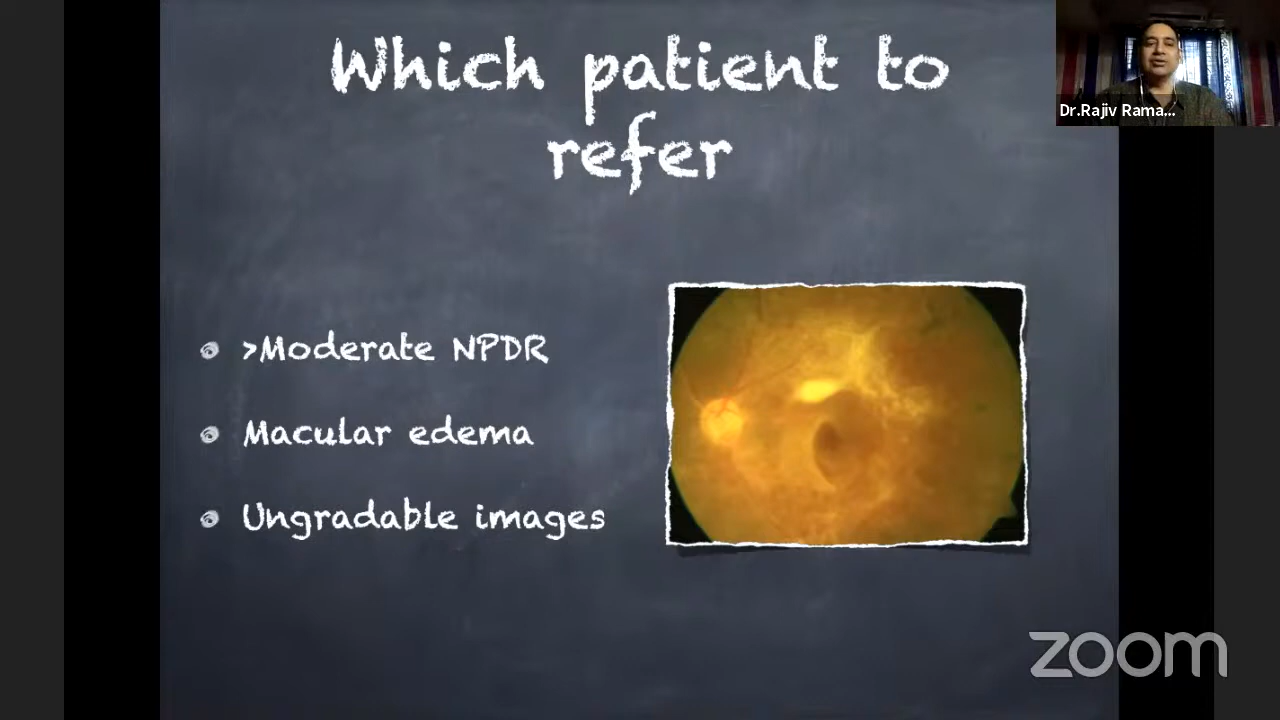 Which patient to
refer
Dr.Rajiv Rama...
>Moderate NPDR
Macular edema
Ungradable images
zoom